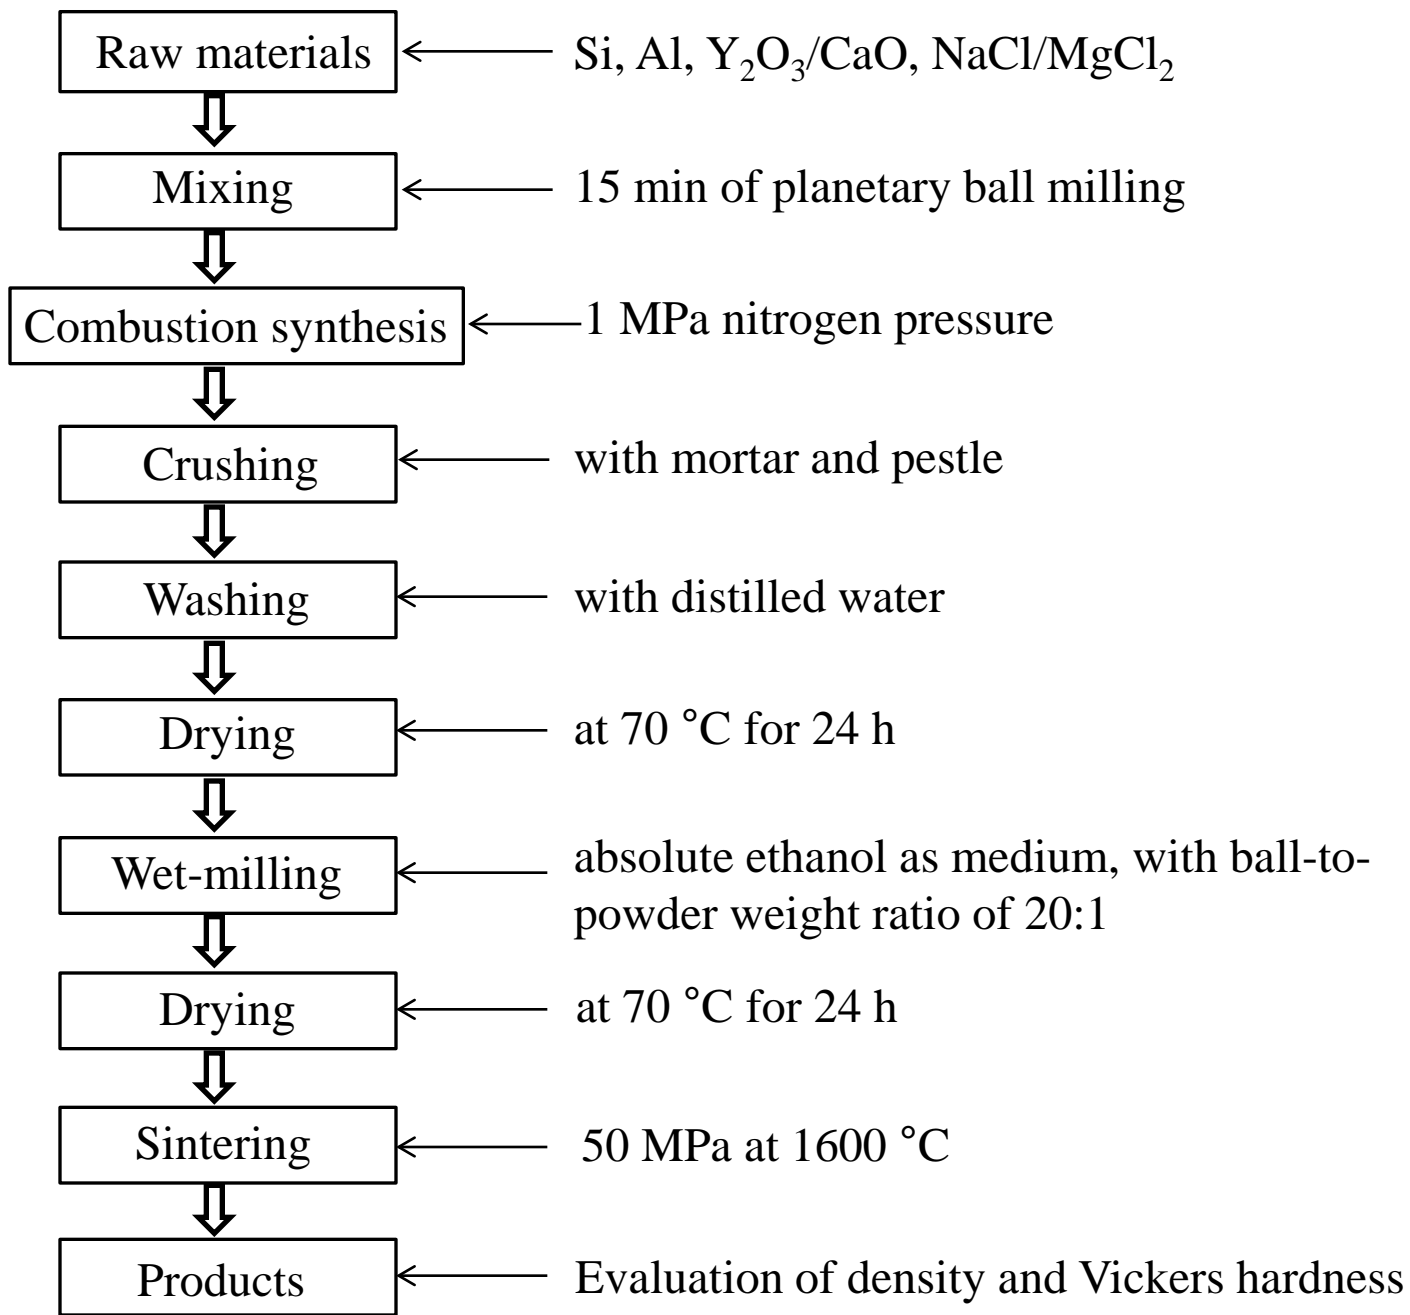 Raw materials
Si, Al, Y₂O₃/CaO, NaCl/MgCl₂
Mixing
15 min of planetary ball milling
Combustion synthesis
1 MPa nitrogen pressure
Crushing
with mortar and pestle
Washing
with distilled water
Drying
at 70 °C for 24 h
Wet-milling
absolute ethanol as medium, with ball-to-
powder weight ratio of 20:1
Drying
at 70 °C for 24 h
Sintering
50 MPa at 1600 °C
Products
Evaluation of density and Vickers hardness